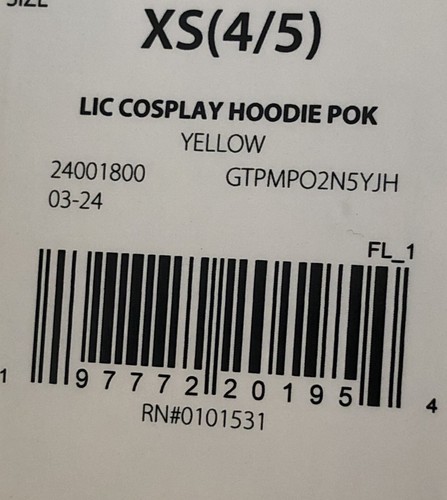 SIZE
XS(4/5)
LIC COSPLAY HOODIE POK
YELLOW
24001800 GTPMPO2N5YJH
03-24
FL_1
1 97772 20195 4
RN#0101531